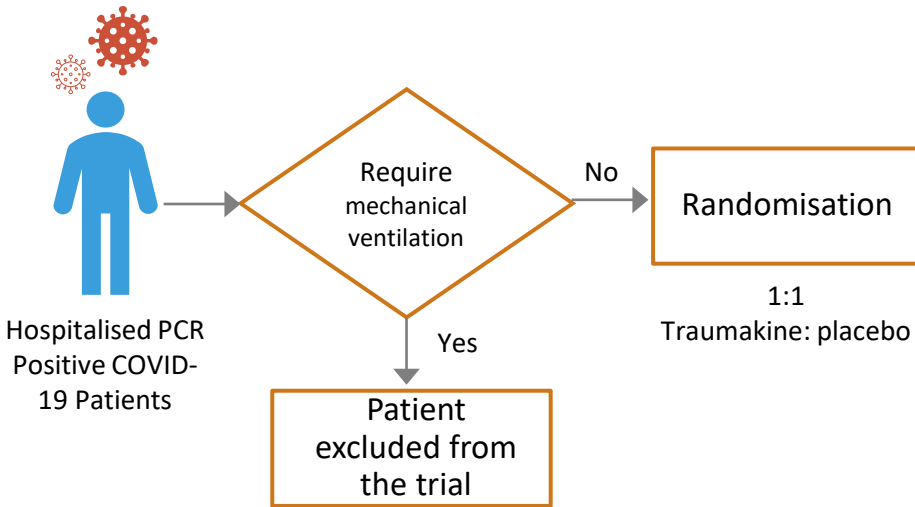 Hospitalised PCR
Positive COVID-
19 Patients
Require
mechanical
ventilation
No
Randomisation
1:1
Traumakine: placebo
Yes
Patient
excluded from
the trial